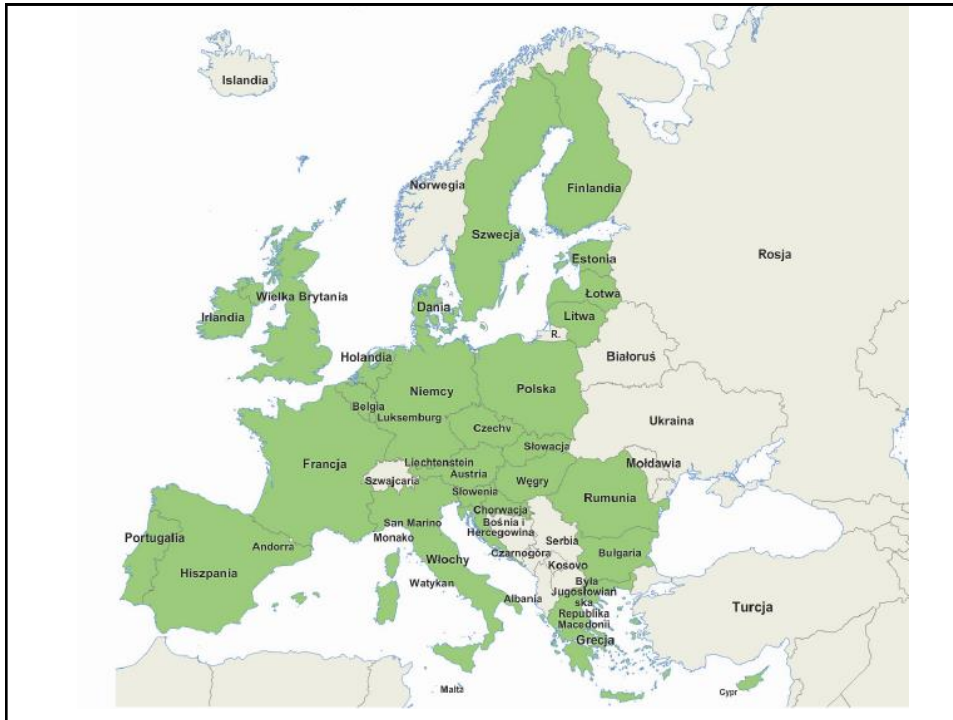 Islandia
Norwegia
Finlandia
Szwecja
Rosja
Estonia
Łotwa
Wielka Brytania
Dania
Irlandia
Litwa
R.
Białoruś
Holandia
Niemcy
Polska
Belgia
Luksemburg
Ukraina
Czechy
Słowacja
Francja
Liechtenstein
Mołdawia
Austria
Szwajcaria
Węgry
Słowenia
Rumunia
Chorwacja
San Marino
Bośnia i
Hercegowina
Monako
Portugalia
Serbia
Andorra
Czarnogóra
Bułgaria
Włochy
Kosovo
Hiszpania
Watykan
Była
Jugosłowiań
ska
Republika
Macedonii
Albania
Turcja
Grecja
Malta
Cypr